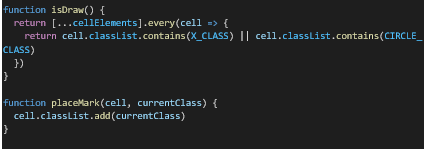 function isDraw() {
  return [...cellElements].every(cell => {
    return cell.classList.contains(X_CLASS) || cell.classList.contains(CIRCLE_
CLASS)
  })
}

function placeMark(cell, currentClass) {
  cell.classList.add(currentClass)
}